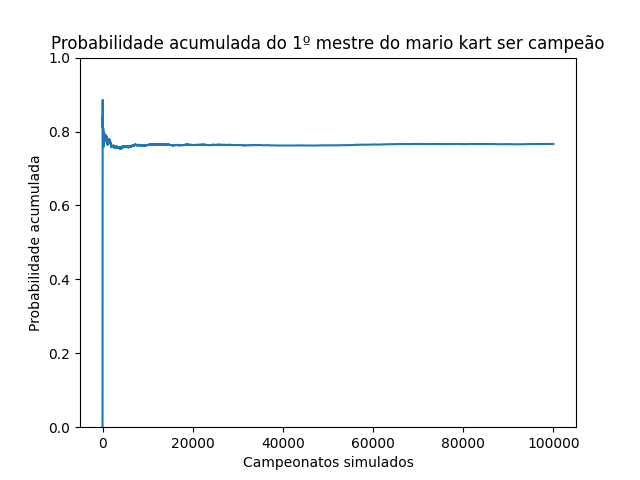 Probabilidade acumulada do 1º mestre do mario kart ser campeão
1.0
0.8
0.6
0.4
0.2
0.0
Probabilidade acumulada
0 20000 40000 60000 80000 100000
Campeonatos simulados